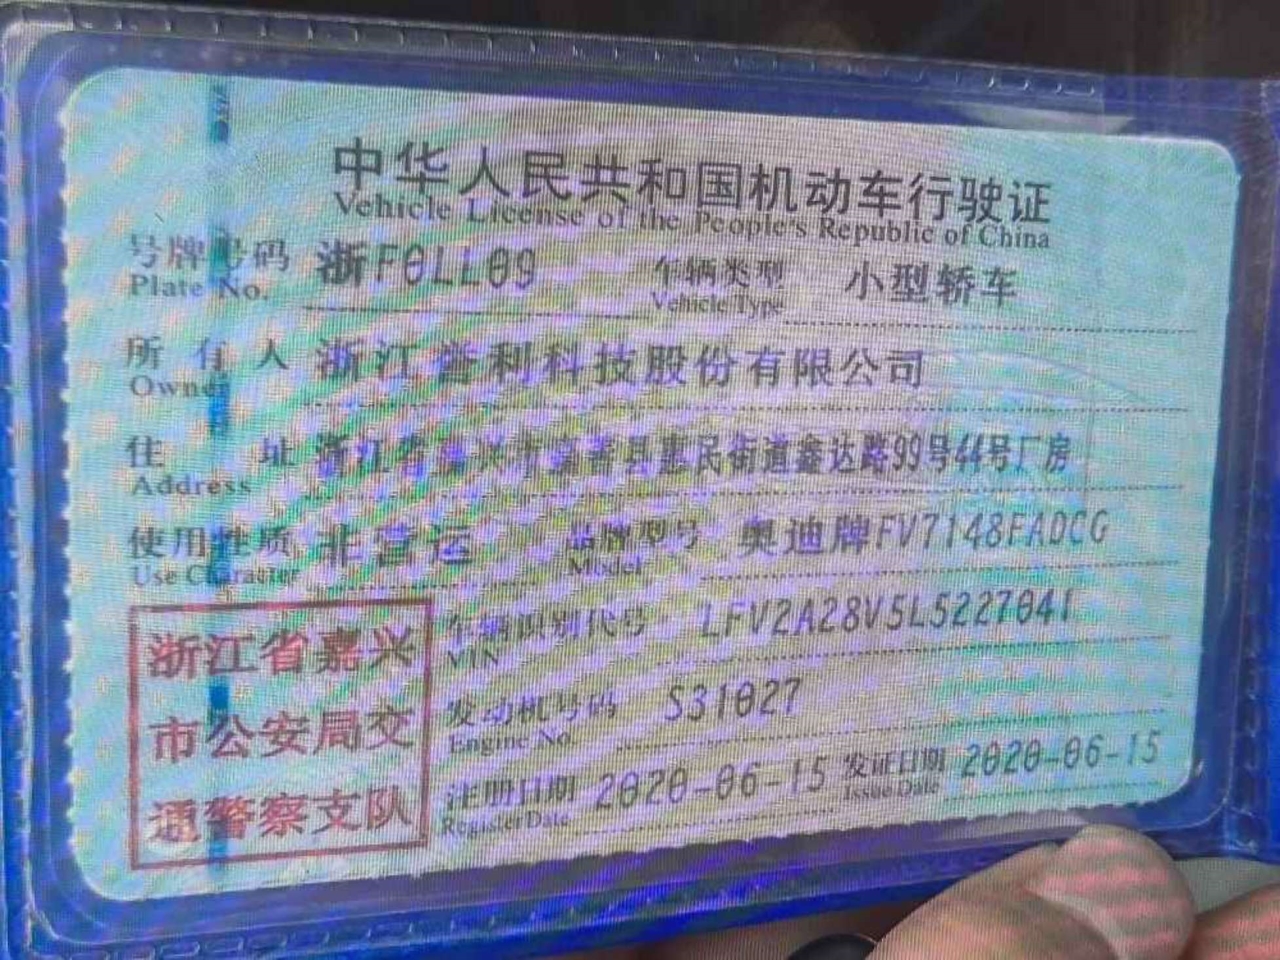 中华人民共和国机动车行驶证
Vehicle License of the People's Republic of China
号牌号码 浙F0LL09 车辆类型 小型轿车
Plate No. Vehicle Type
所有人 浙江誉利科技股份有限公司
Owner
住址 浙江省嘉兴市嘉善县惠民街道鑫达路99号44号厂房
Address
使用性质 非营运 品牌型号 奥迪牌FV7148FADCG
Use Character Model
车辆识别代号 LFV2A28V5L5227041
VIN
发动机号码 S31027
Engine No.
注册日期 2020-06-15 发证日期 2020-06-15
Register Date Issue Date
浙江省嘉兴
市公安局交
通警察支队